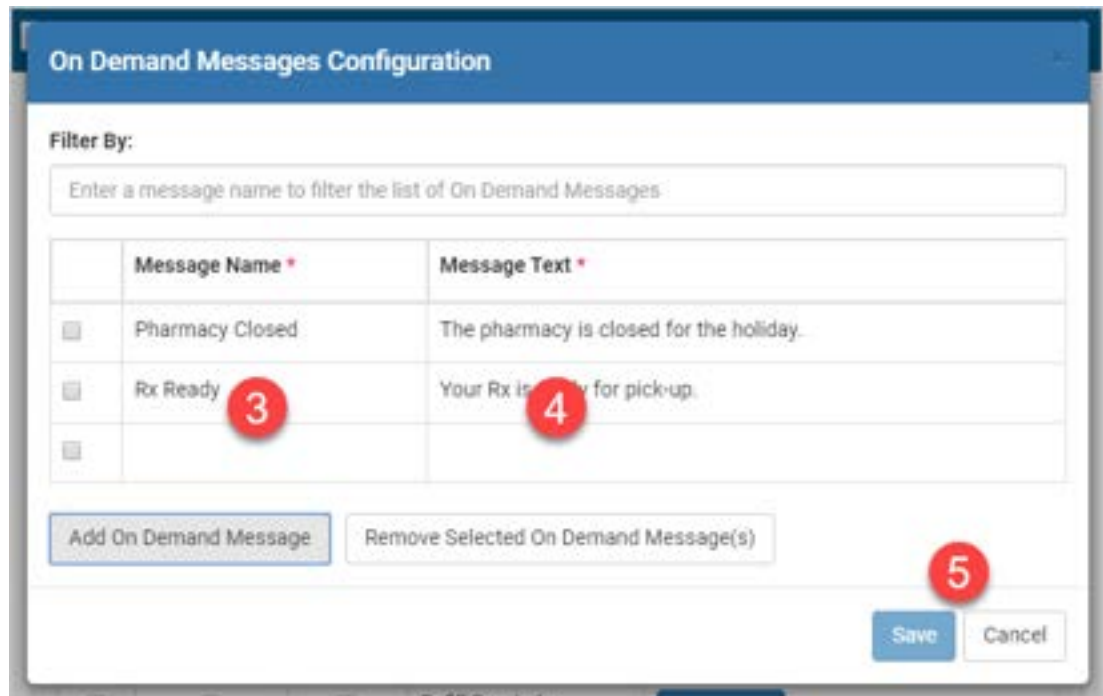 On Demand Messages Configuration
Filter By:
Enter a message name to filter the list of On Demand Messages
Message Name * Message Text *
Pharmacy Closed The pharmacy is closed for the holiday.
Rx Ready Your Rx is for pick-up.
3 4
Add On Demand Message Remove Selected On Demand Message(s)
5
Save Cancel